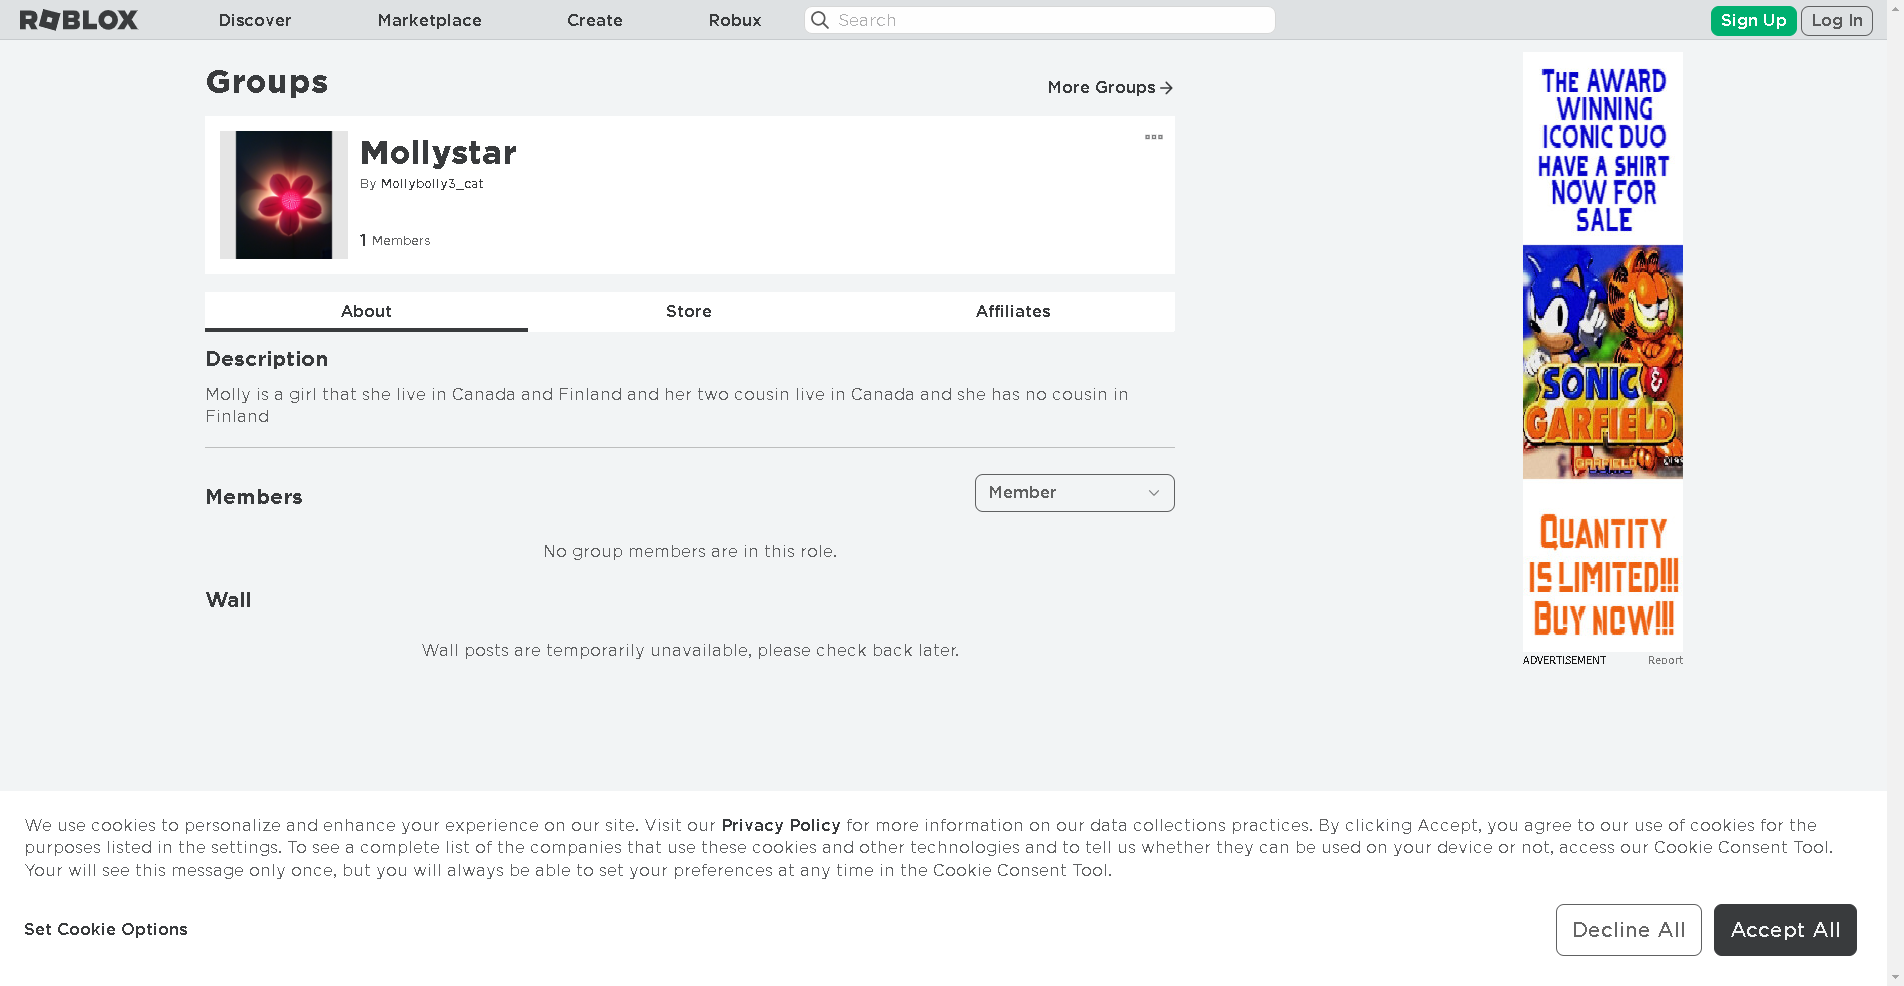 ROBLOX
Discover
Marketplace
Create
Robux
Search
Sign Up
Log In
Groups
More Groups
Mollystar
By Mollybolly3_cat
1 Members
About
Store
Affiliates
Description
Molly is a girl that she live in Canada and Finland and her two cousin live in Canada and she has no cousin in
Finland
Members
Member
No group members are in this role.
Wall
Wall posts are temporarily unavailable, please check back later.
THE AWARD
WINNING
ICONIC DUO
HAVE A SHIRT
NOW FOR
SALE
SONIC &
GARFIELD
QUANTITY
IS LIMITED!!!
BUY NOW!!!
ADVERTISEMENT
Report
We use cookies to personalize and enhance your experience on our site. Visit our Privacy Policy for more information on our data collections practices. By clicking Accept, you agree to our use of cookies for the
purposes listed in the settings. To see a complete list of the companies that use these cookies and other technologies and to tell us whether they can be used on your device or not, access our Cookie Consent Tool.
Your will see this message only once, but you will always be able to set your preferences at any time in the Cookie Consent Tool.
Set Cookie Options
Decline All
Accept All